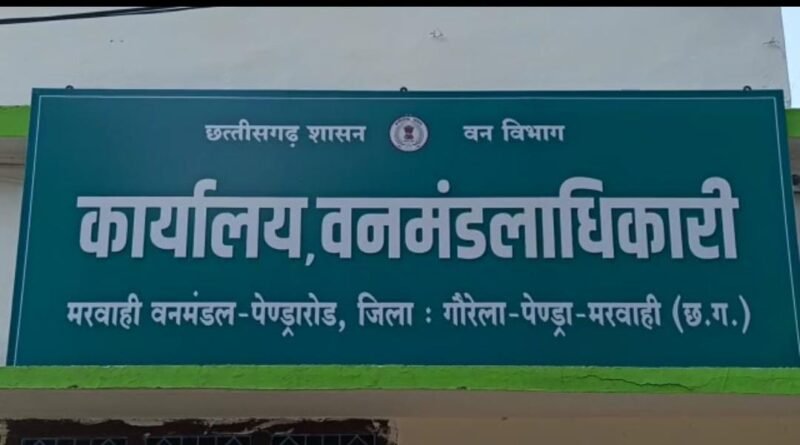 छत्तीसगढ़ शासन वन विभाग
कार्यालय, वनमंडलाधिकारी
मरवाही वनमंडल-पेण्ड्रारोड, जिला : गौरेला-पेण्ड्रा-मरवाही (छ.ग.)